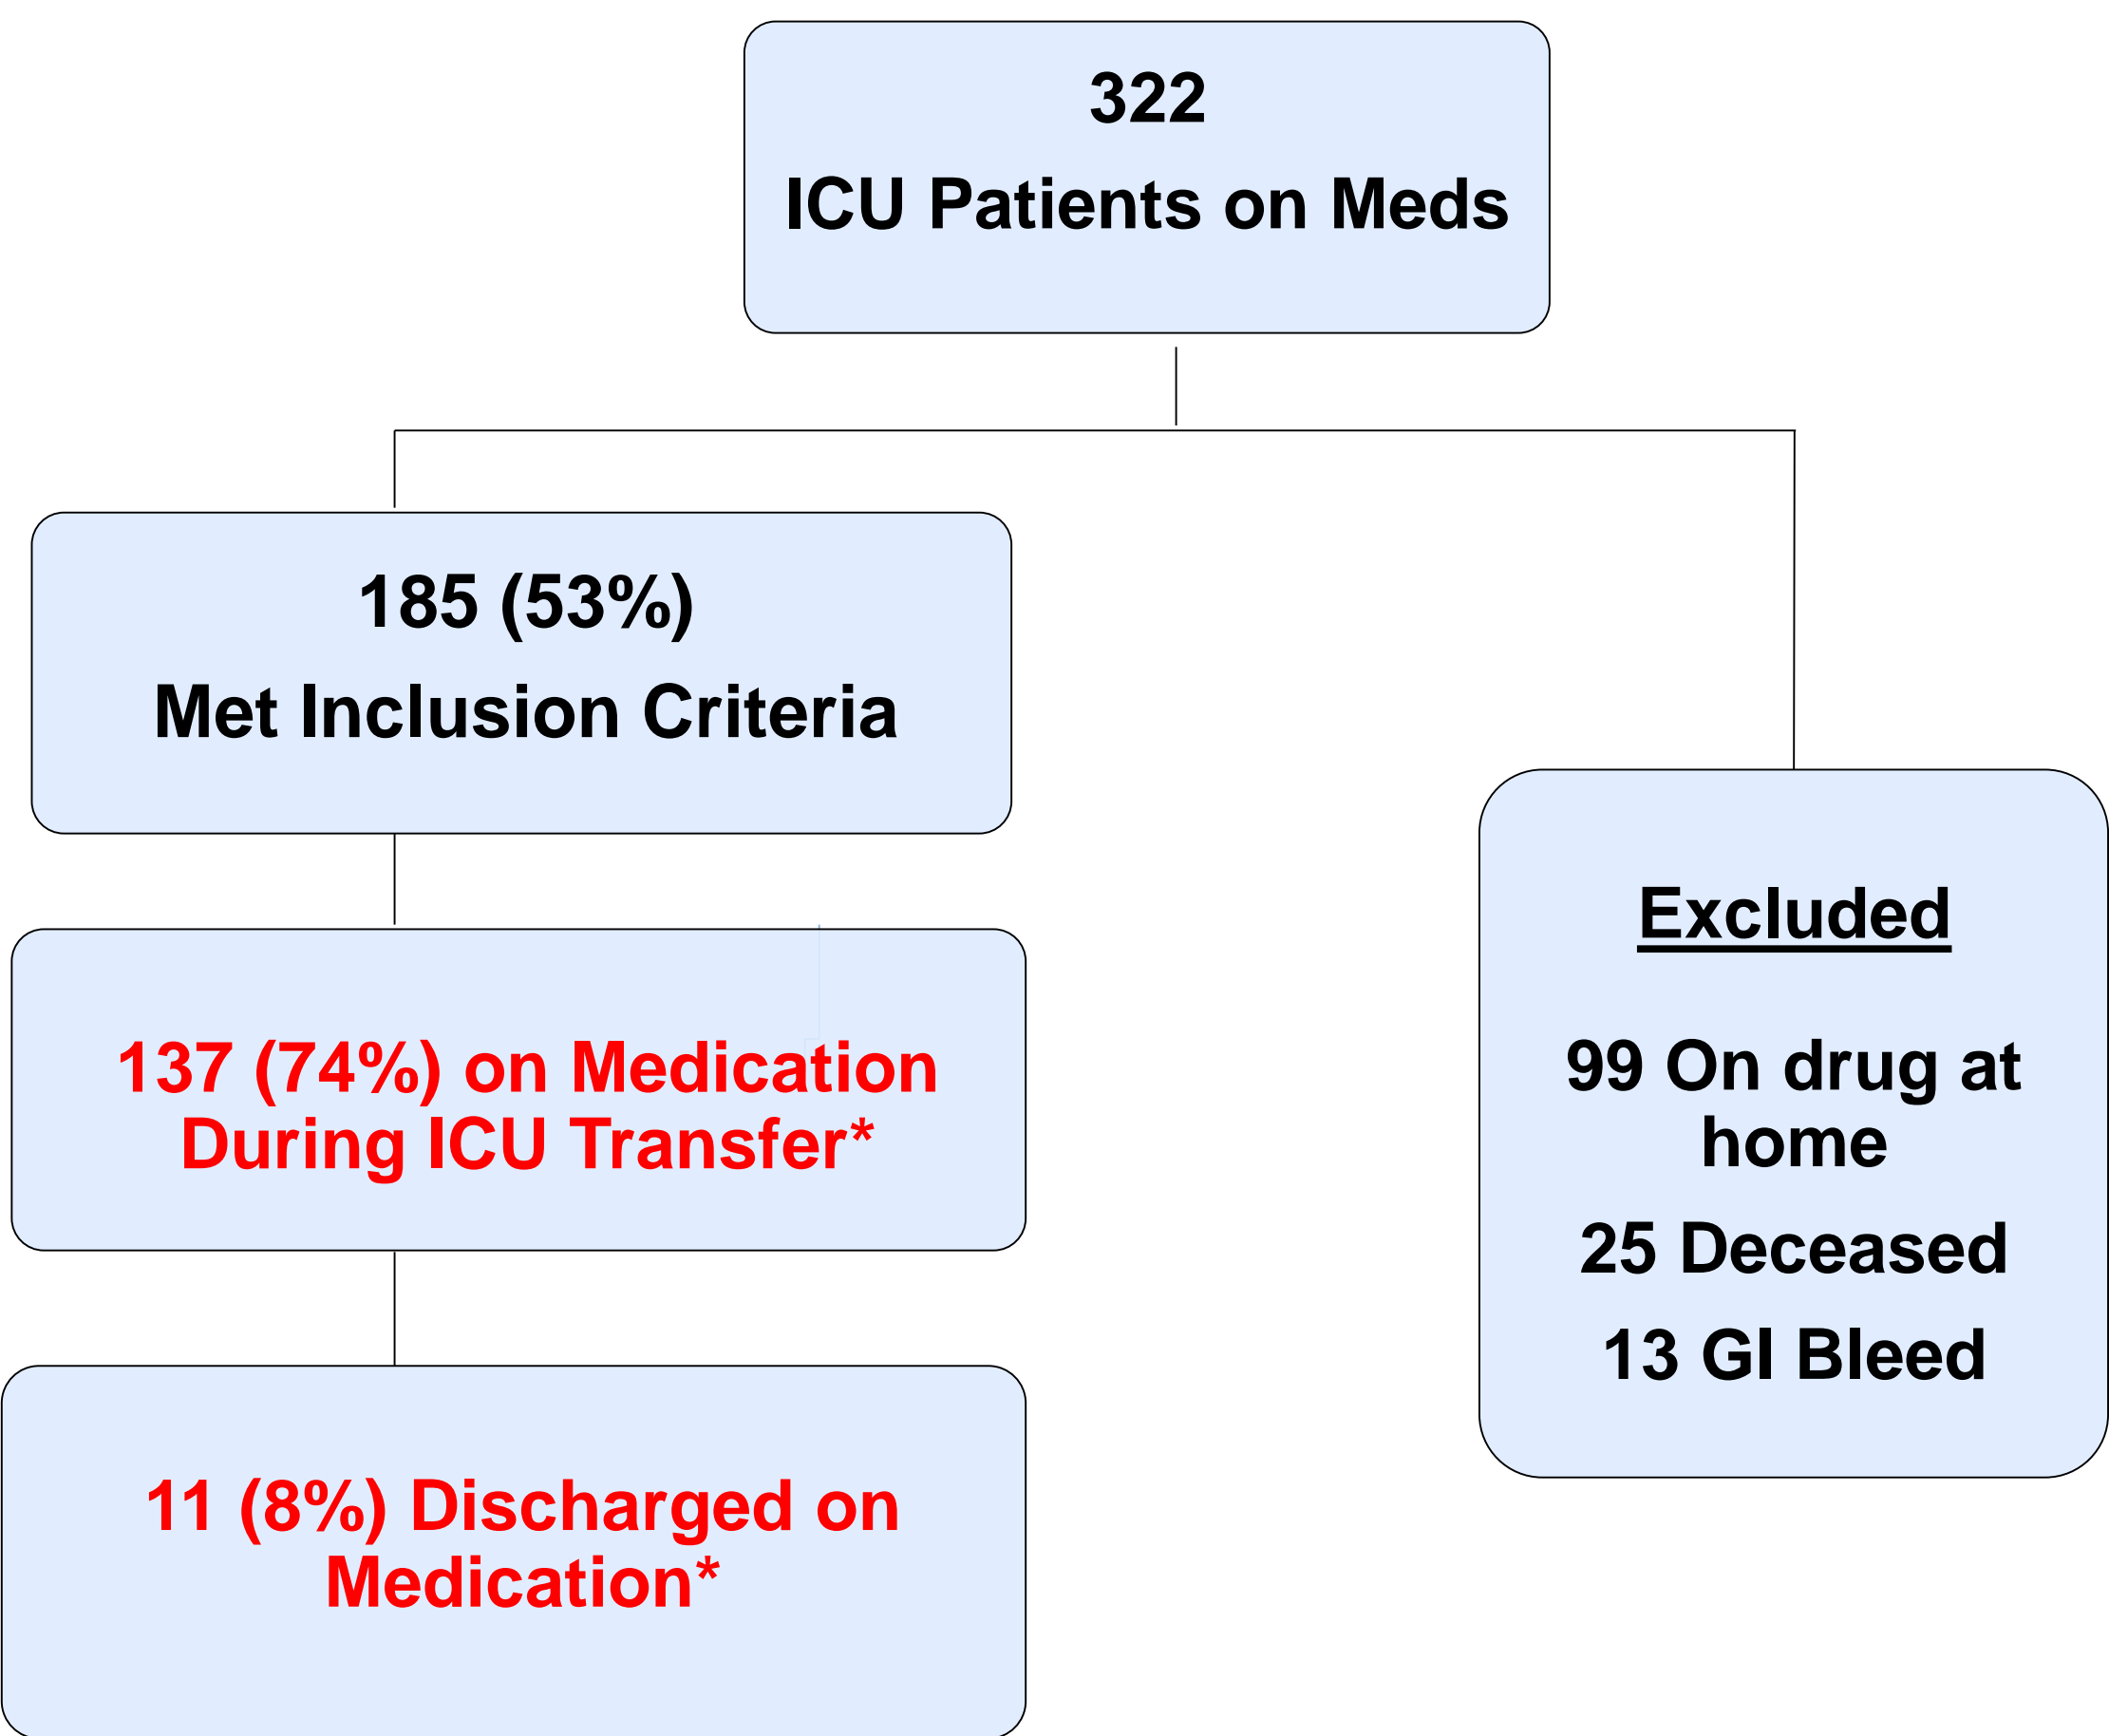 322
ICU Patients on Meds
185 (53%)
Met Inclusion Criteria
137 (74%) on Medication
During ICU Transfer*
11 (8%) Discharged on
Medication*
Excluded
99 On drug at
home
25 Deceased
13 GI Bleed